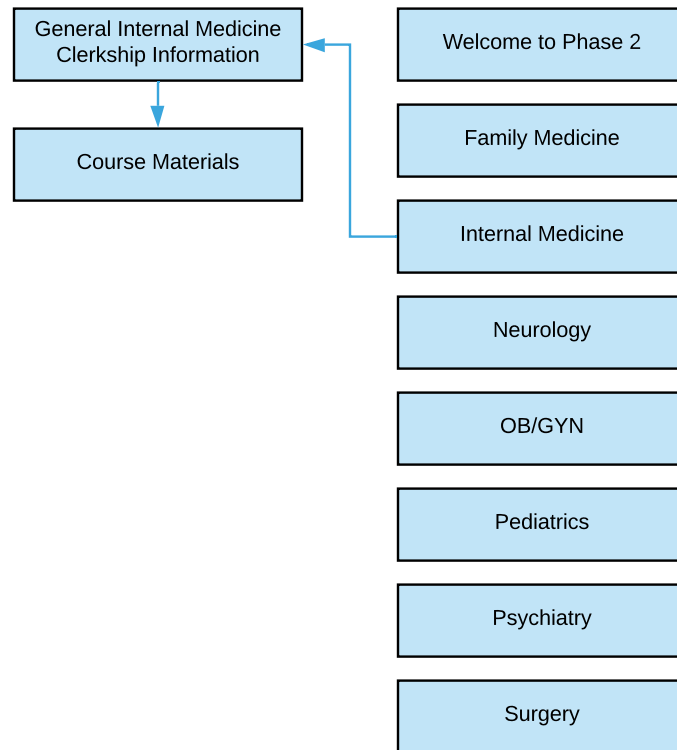 General Internal Medicine
Clerkship Information
Course Materials
Welcome to Phase 2
Family Medicine
Internal Medicine
Neurology
OB/GYN
Pediatrics
Psychiatry
Surgery